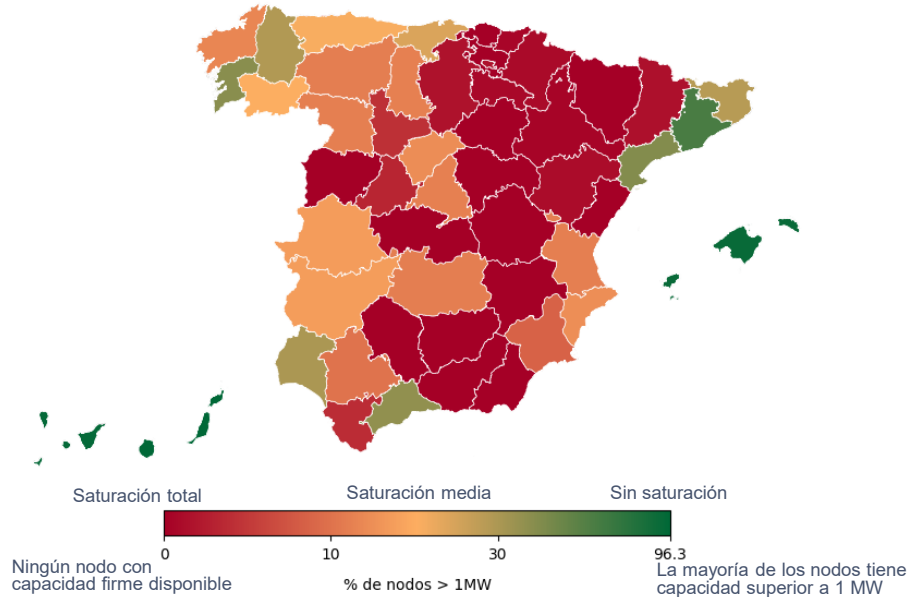 Saturación total
Saturación media
Sin saturación
0
10
30
96.3
Ningún nodo con
capacidad firme disponible
% de nodos > 1MW
La mayoría de los nodos tiene
capacidad superior a 1 MW